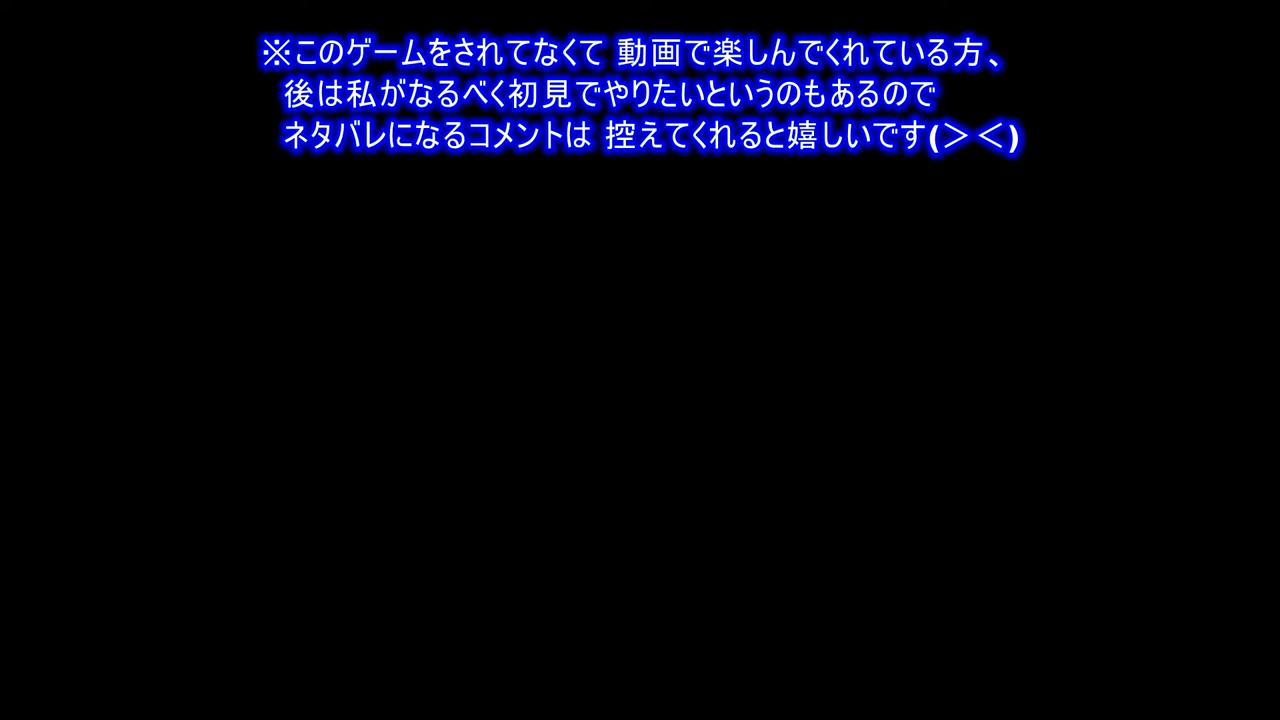 ※このゲームをされてなくて 動画で楽しんでくれている方、
後は私がなるべく初見でやりたいというのもあるので
ネタバレになるコメントは 控えてくれると嬉しいです(＞＜)